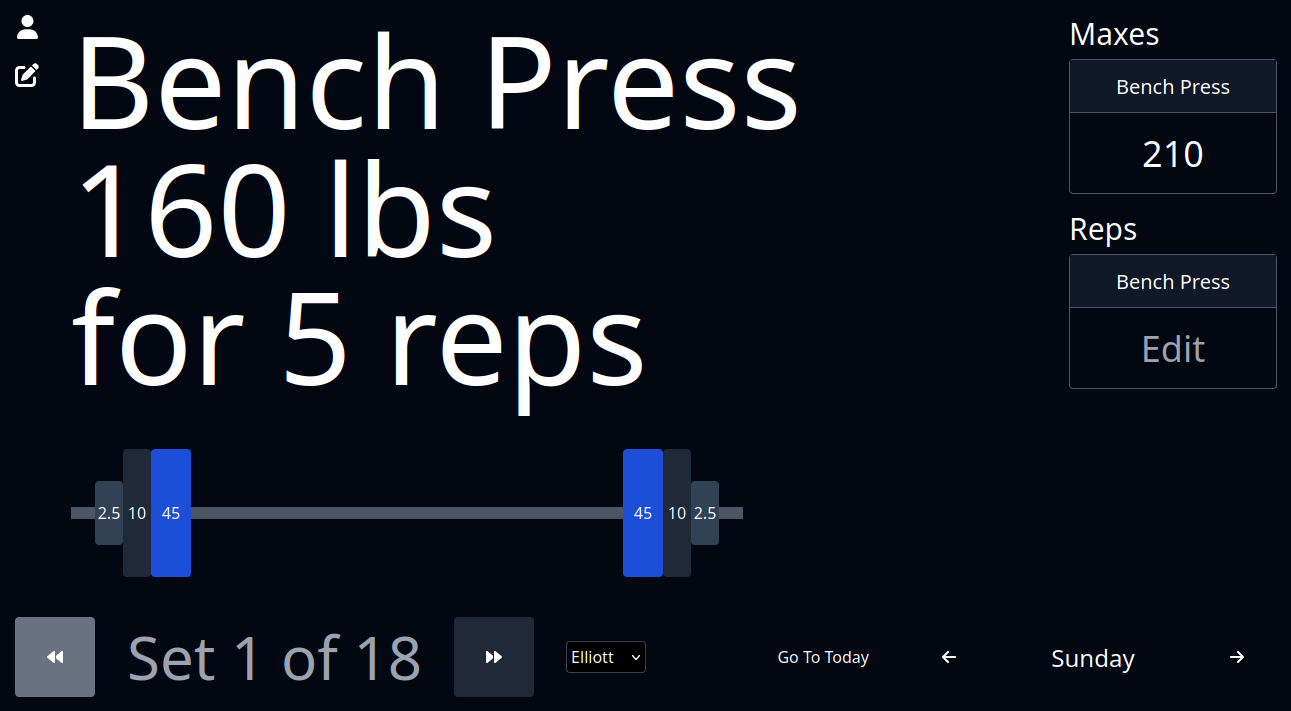 Bench Press
160 lbs
for 5 reps
Maxes
Bench Press
210
Reps
Bench Press
Edit
2.5 10 45 45 10 2.5
Set 1 of 18 Elliott Go To Today Sunday